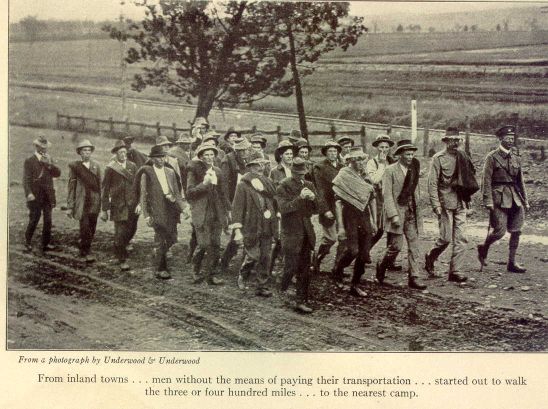 From a photograph by Underwood & Underwood
From inland towns . . . men without the means of paying their transportation . . . started out to walk
the three or four hundred miles . . . to the nearest camp.